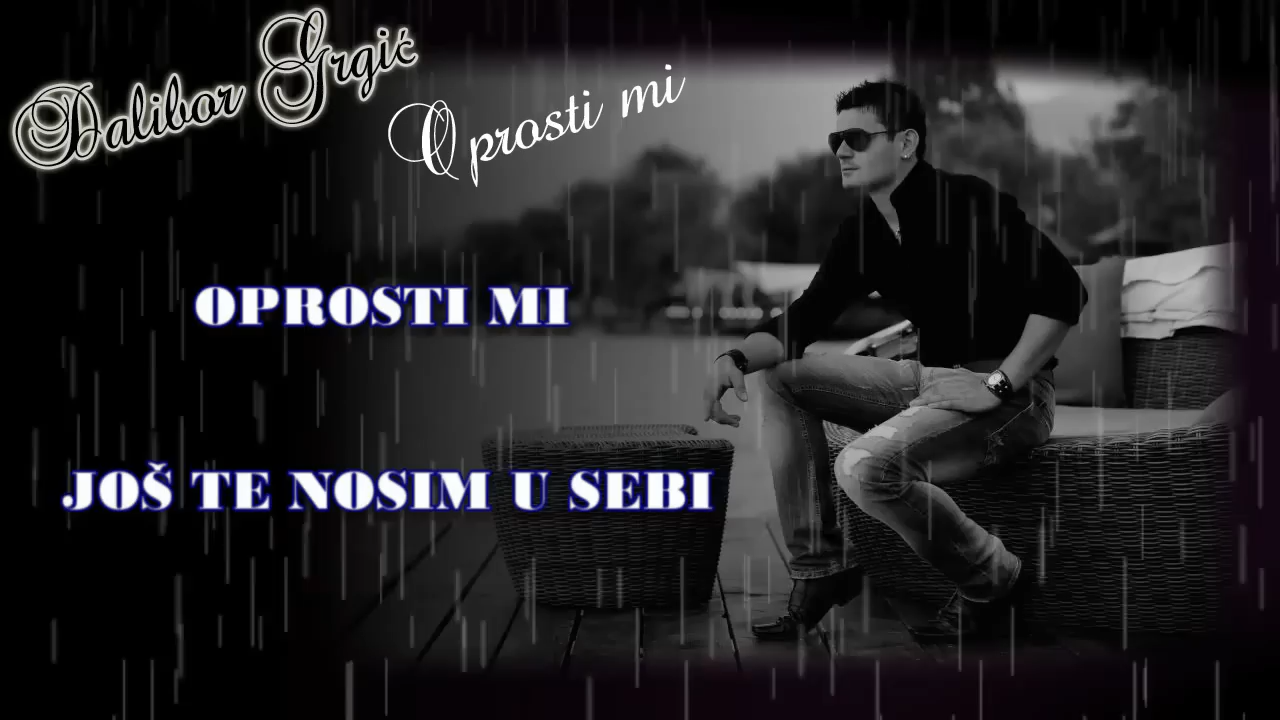 Dalibor Grgić
Oprosti mi
OPROSTI MI
JOŠ TE NOSIM U SEBI